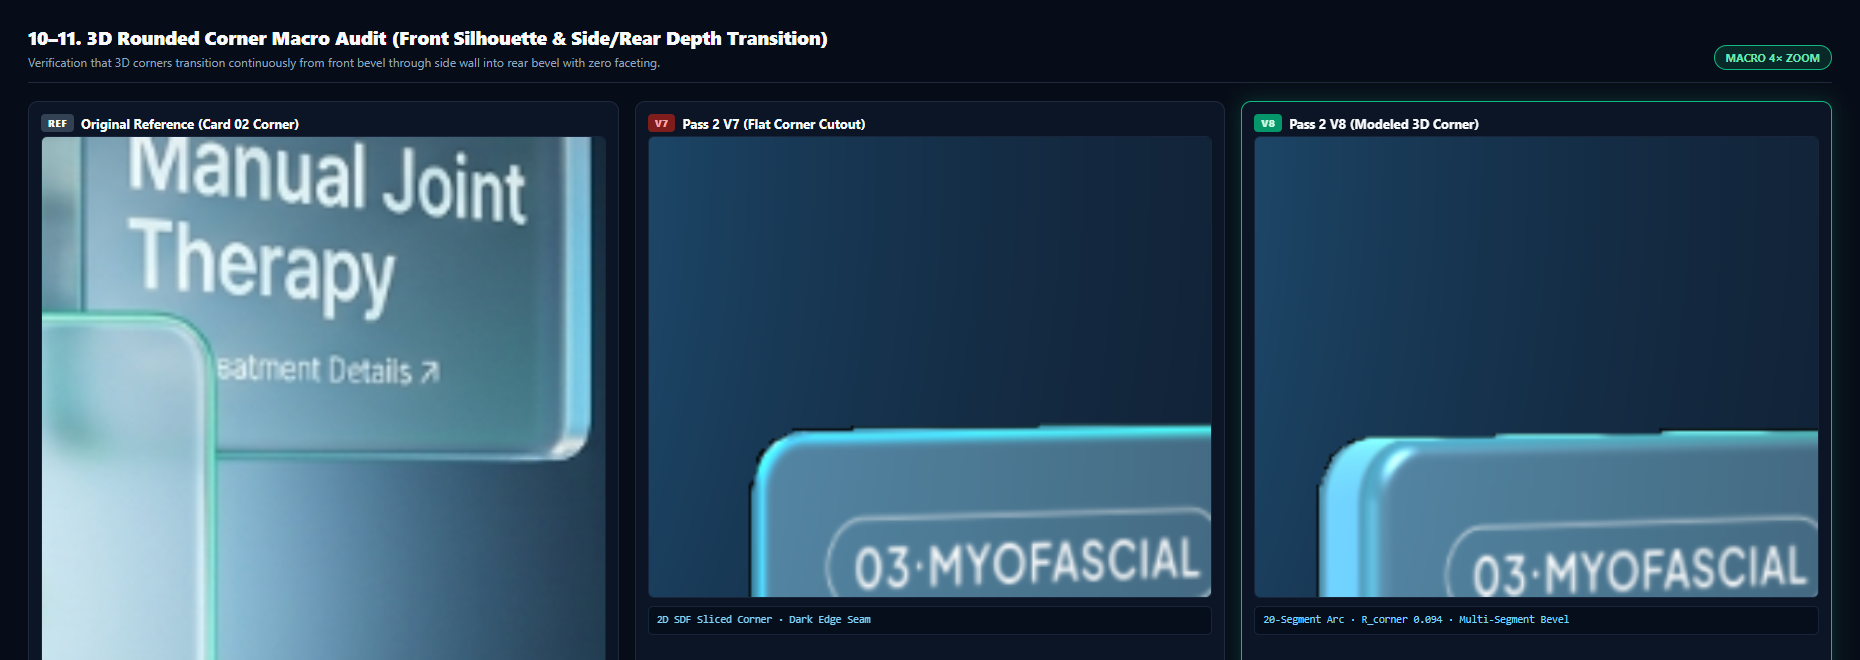 10–11. 3D Rounded Corner Macro Audit (Front Silhouette & Side/Rear Depth Transition)
Verification that 3D corners transition continuously from front bevel through side wall into rear bevel with zero faceting.
MACRO 4× ZOOM
REF Original Reference (Card 02 Corner)
Manual Joint
Therapy
eatment Details ↗
V7 Pass 2 V7 (Flat Corner Cutout)
03·MYOFASCIAL
2D SDF Sliced Corner · Dark Edge Seam
V8 Pass 2 V8 (Modeled 3D Corner)
03·MYOFASCIAL
20-Segment Arc · R_corner 0.094 · Multi-Segment Bevel